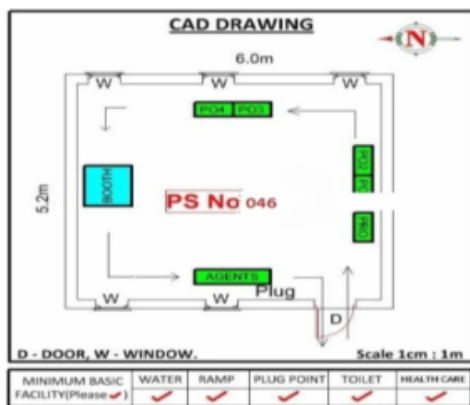 CAD DRAWING
N
6.0m
W W W
PO4 PO3
5.2m
BOOTH
PO2
PS No 046
PRO
AGENTS
Plug
W W
D
D - DOOR, W - WINDOW.
Scale 1cm : 1m
MINIMUM BASIC FACILITY(Please ✓) WATER RAMP PLUG POINT TOILET HEALTH CARE
✓ ✓ ✓ ✓ ✓